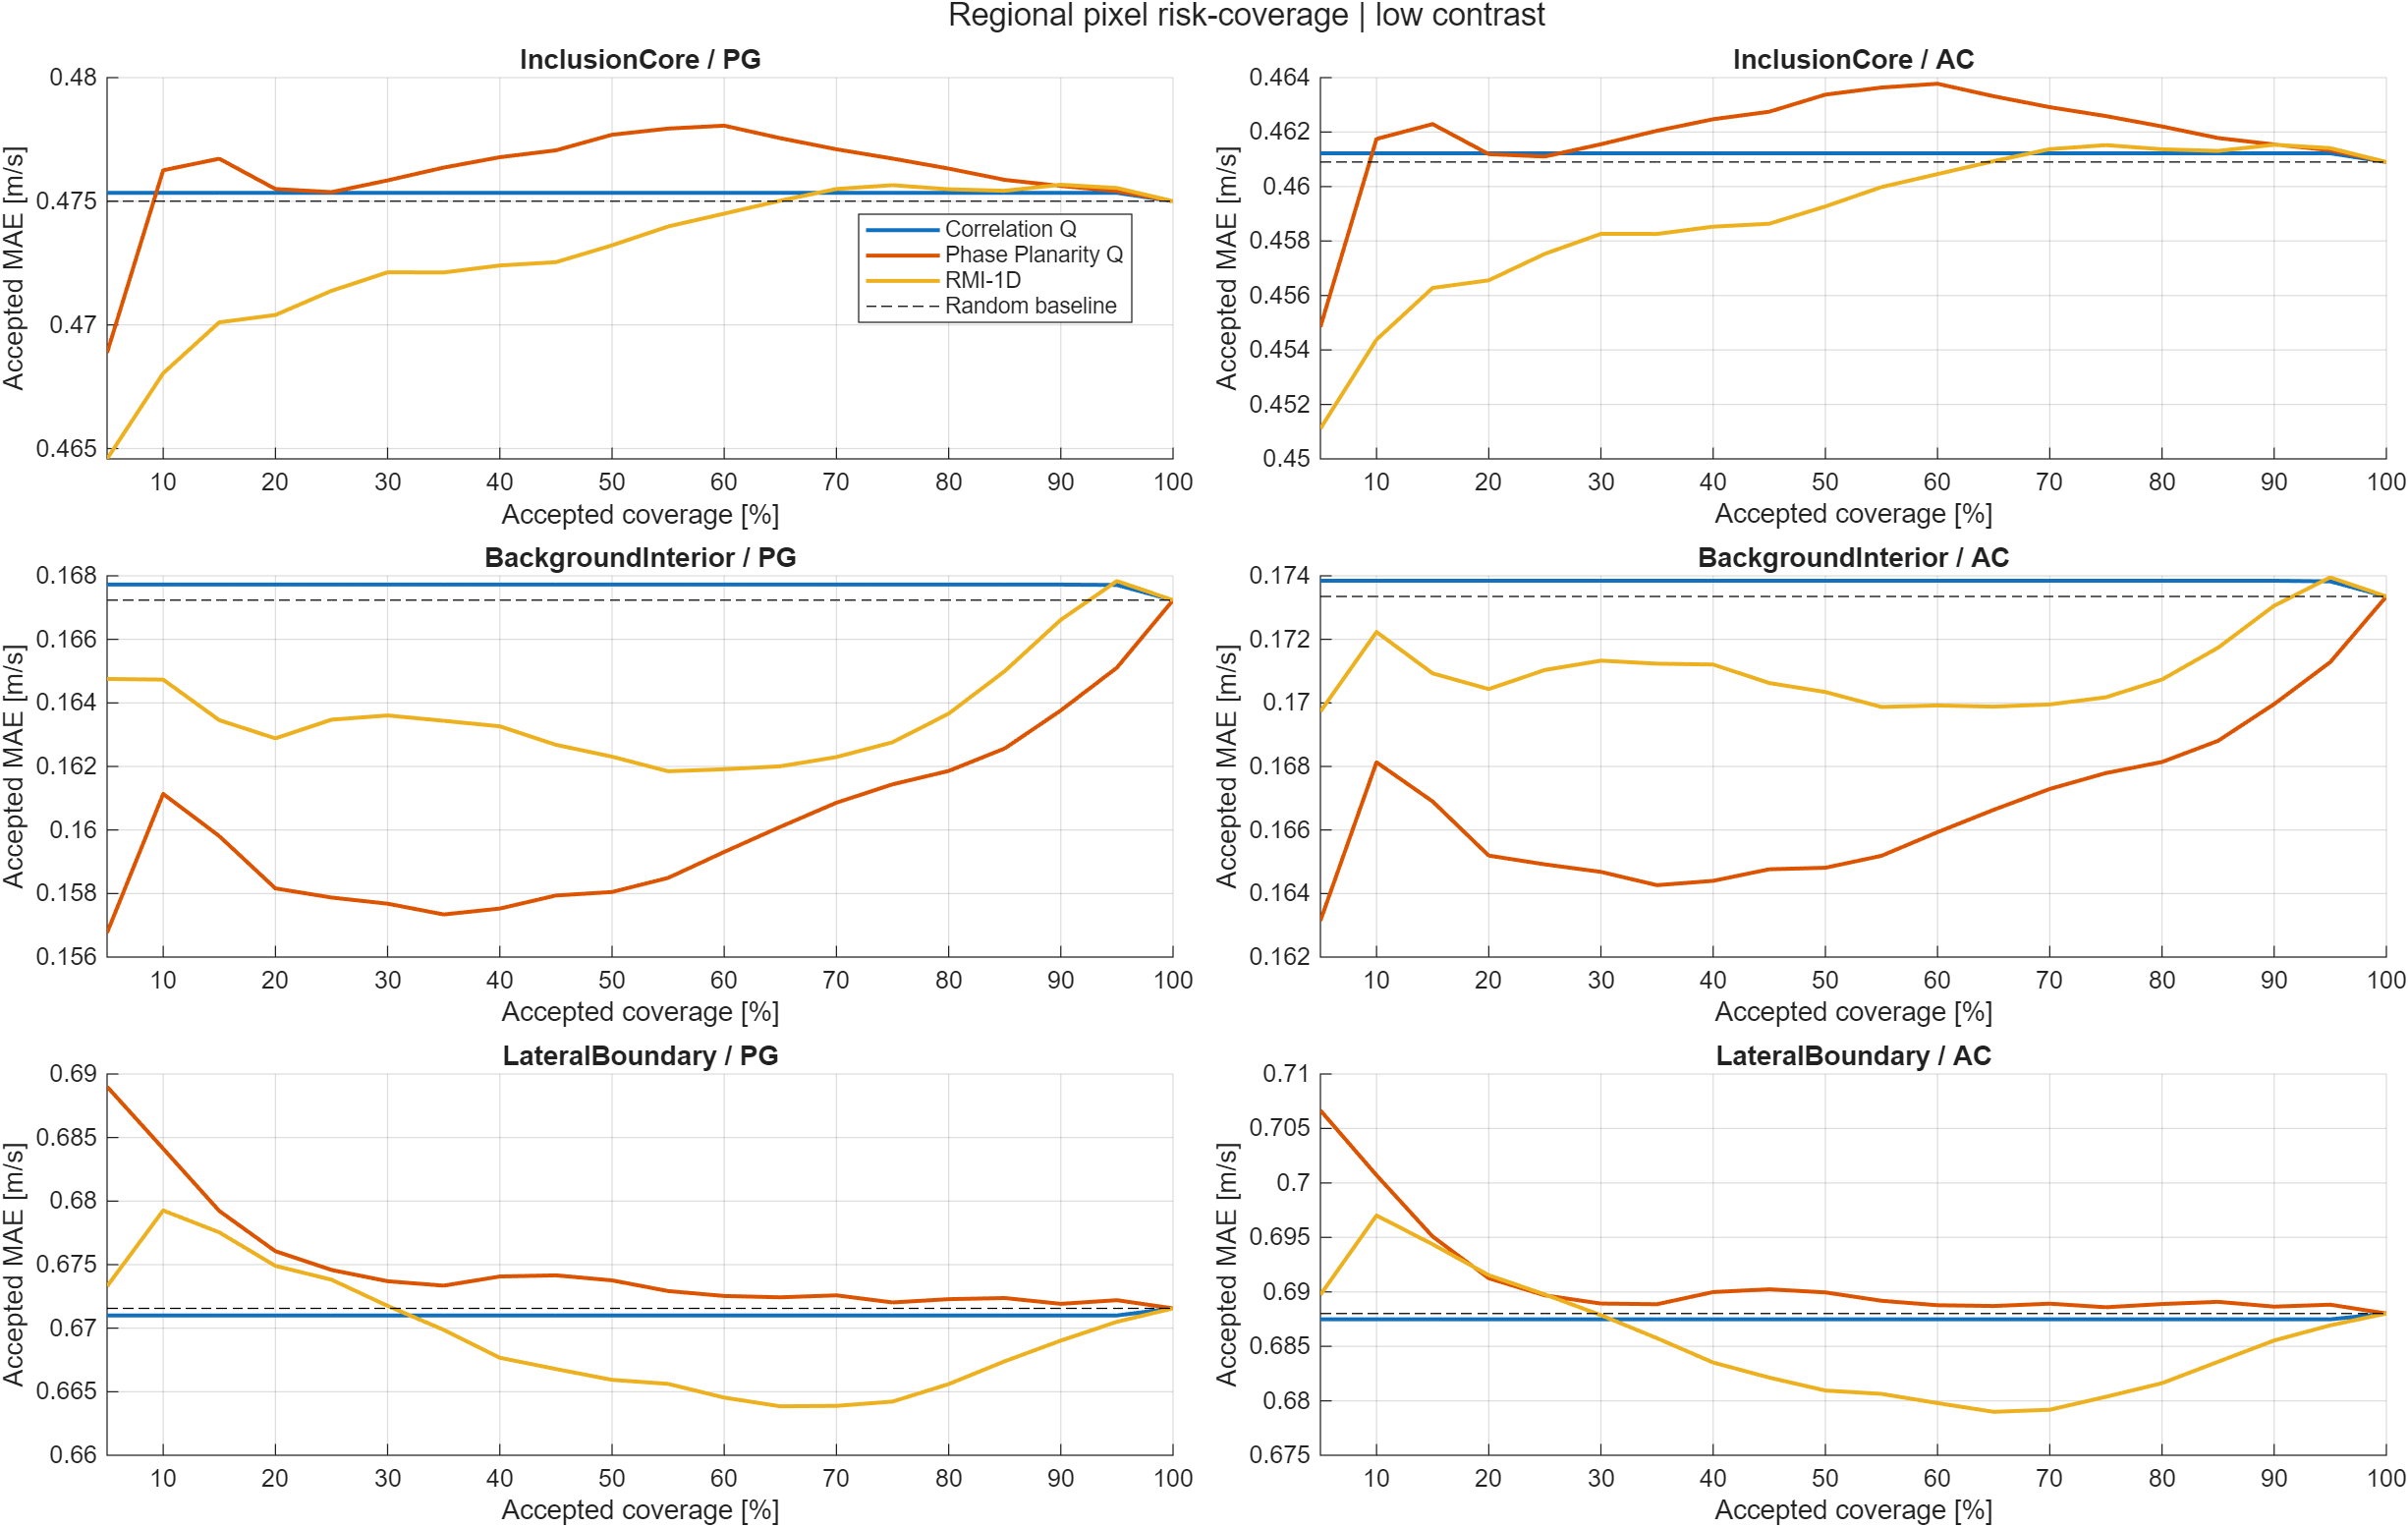 Regional pixel risk-coverage | low contrast
InclusionCore / PG
Accepted MAE [m/s]
0.48
0.475
0.47
0.465
10 20 30 40 50 60 70 80 90 100
Accepted coverage [%]
Correlation Q
Phase Planarity Q
RMI-1D
Random baseline
InclusionCore / AC
Accepted MAE [m/s]
0.464
0.462
0.46
0.458
0.456
0.454
0.452
0.45
10 20 30 40 50 60 70 80 90 100
Accepted coverage [%]
BackgroundInterior / PG
Accepted MAE [m/s]
0.168
0.166
0.164
0.162
0.16
0.158
0.156
10 20 30 40 50 60 70 80 90 100
Accepted coverage [%]
BackgroundInterior / AC
Accepted MAE [m/s]
0.174
0.172
0.17
0.168
0.166
0.164
0.162
10 20 30 40 50 60 70 80 90 100
Accepted coverage [%]
LateralBoundary / PG
Accepted MAE [m/s]
0.69
0.685
0.68
0.675
0.67
0.665
0.66
10 20 30 40 50 60 70 80 90 100
Accepted coverage [%]
LateralBoundary / AC
Accepted MAE [m/s]
0.71
0.705
0.7
0.695
0.69
0.685
0.68
0.675
10 20 30 40 50 60 70 80 90 100
Accepted coverage [%]